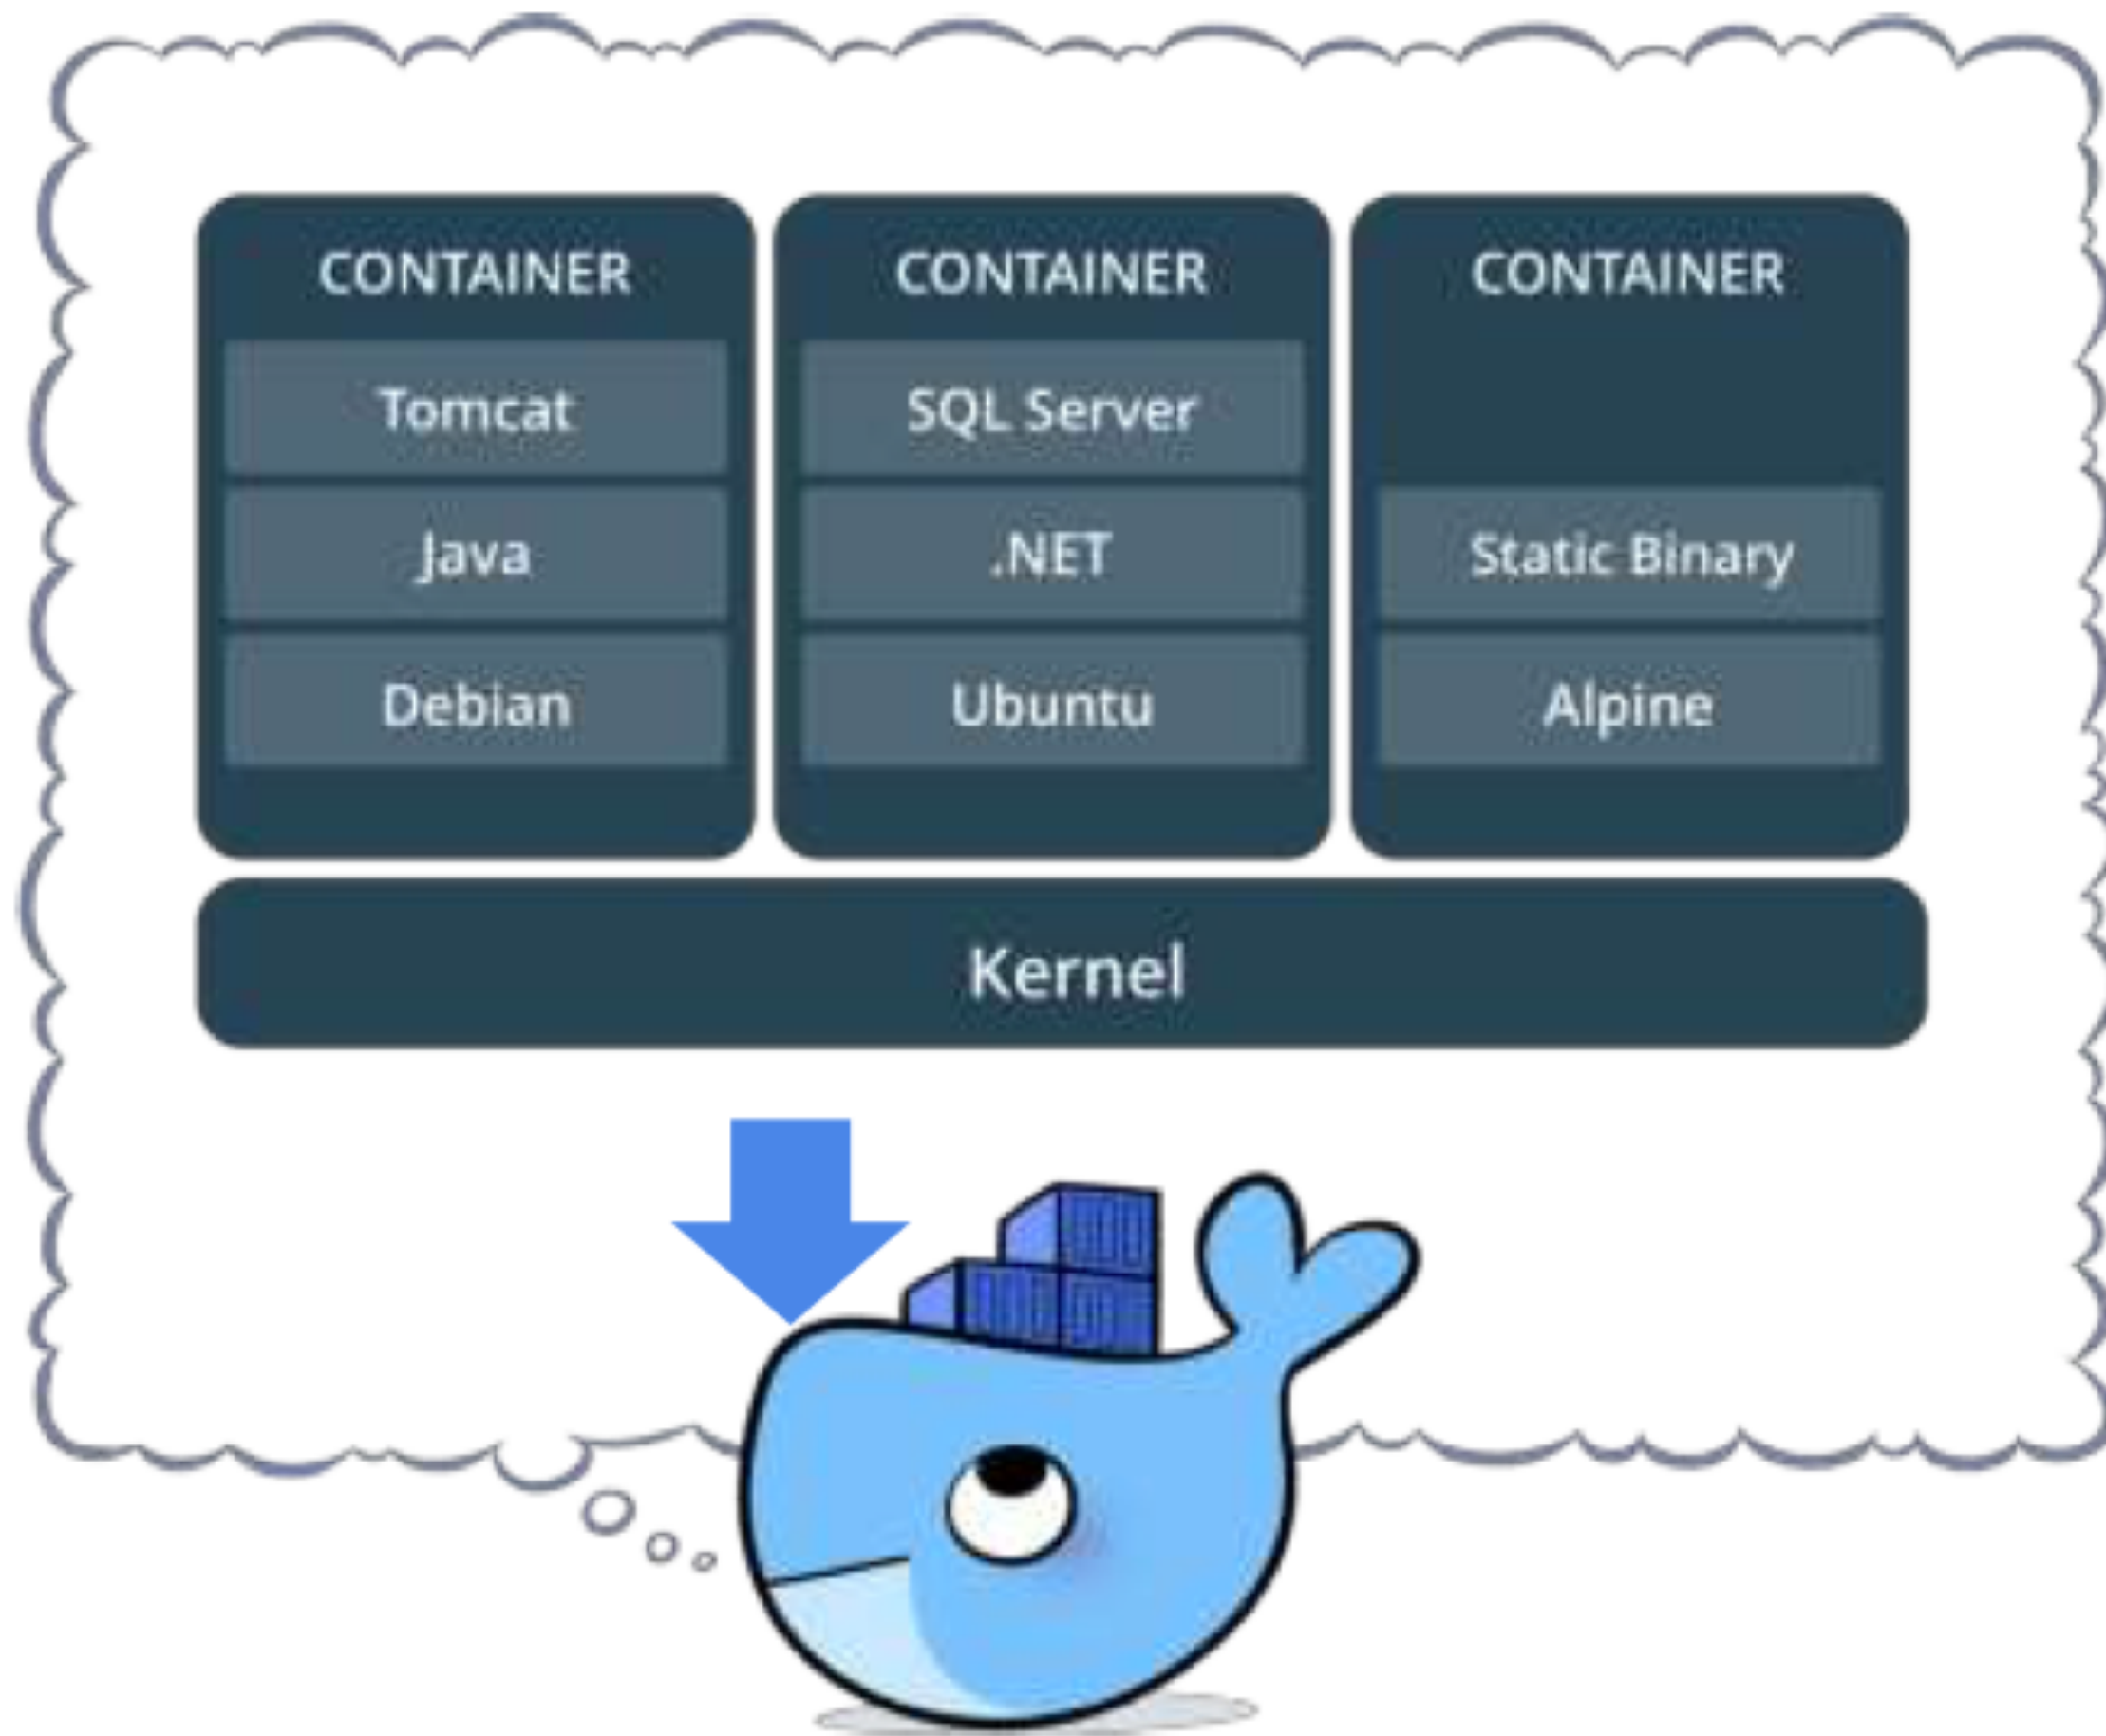 CONTAINER
Tomcat
Java
Debian
CONTAINER
SQL Server
.NET
Ubuntu
CONTAINER
Static Binary
Alpine
Kernel